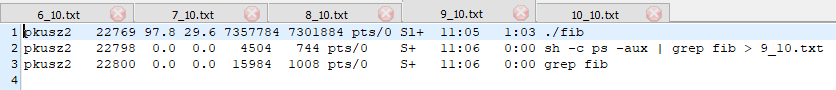 6_10.txt 7_10.txt 8_10.txt 9_10.txt 10_10.txt
1 pkusz2 22769 97.8 29.6 7357784 7301884 pts/0 Sl+ 11:05 1:03 ./fib
2 pkusz2 22798 0.0 0.0 4504 744 pts/0 S+ 11:06 0:00 sh -c ps -aux | grep fib > 9_10.txt
3 pkusz2 22800 0.0 0.0 15984 1008 pts/0 S+ 11:06 0:00 grep fib
4